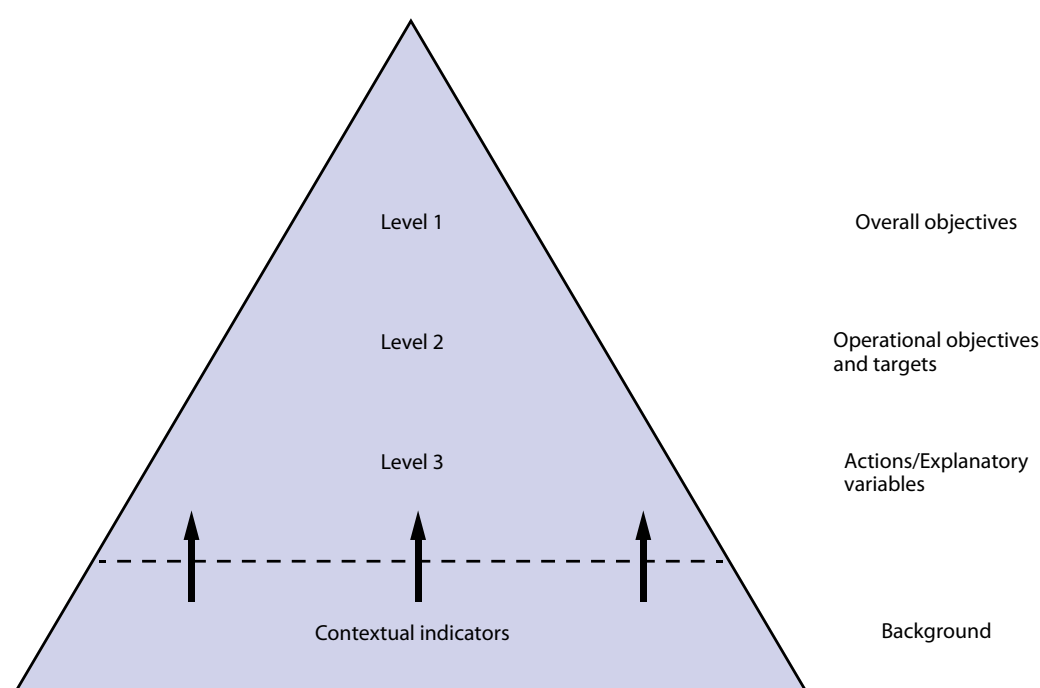 Level 1
Overall objectives
Level 2
Operational objectives
and targets
Level 3
Actions/Explanatory
variables
Contextual indicators
Background